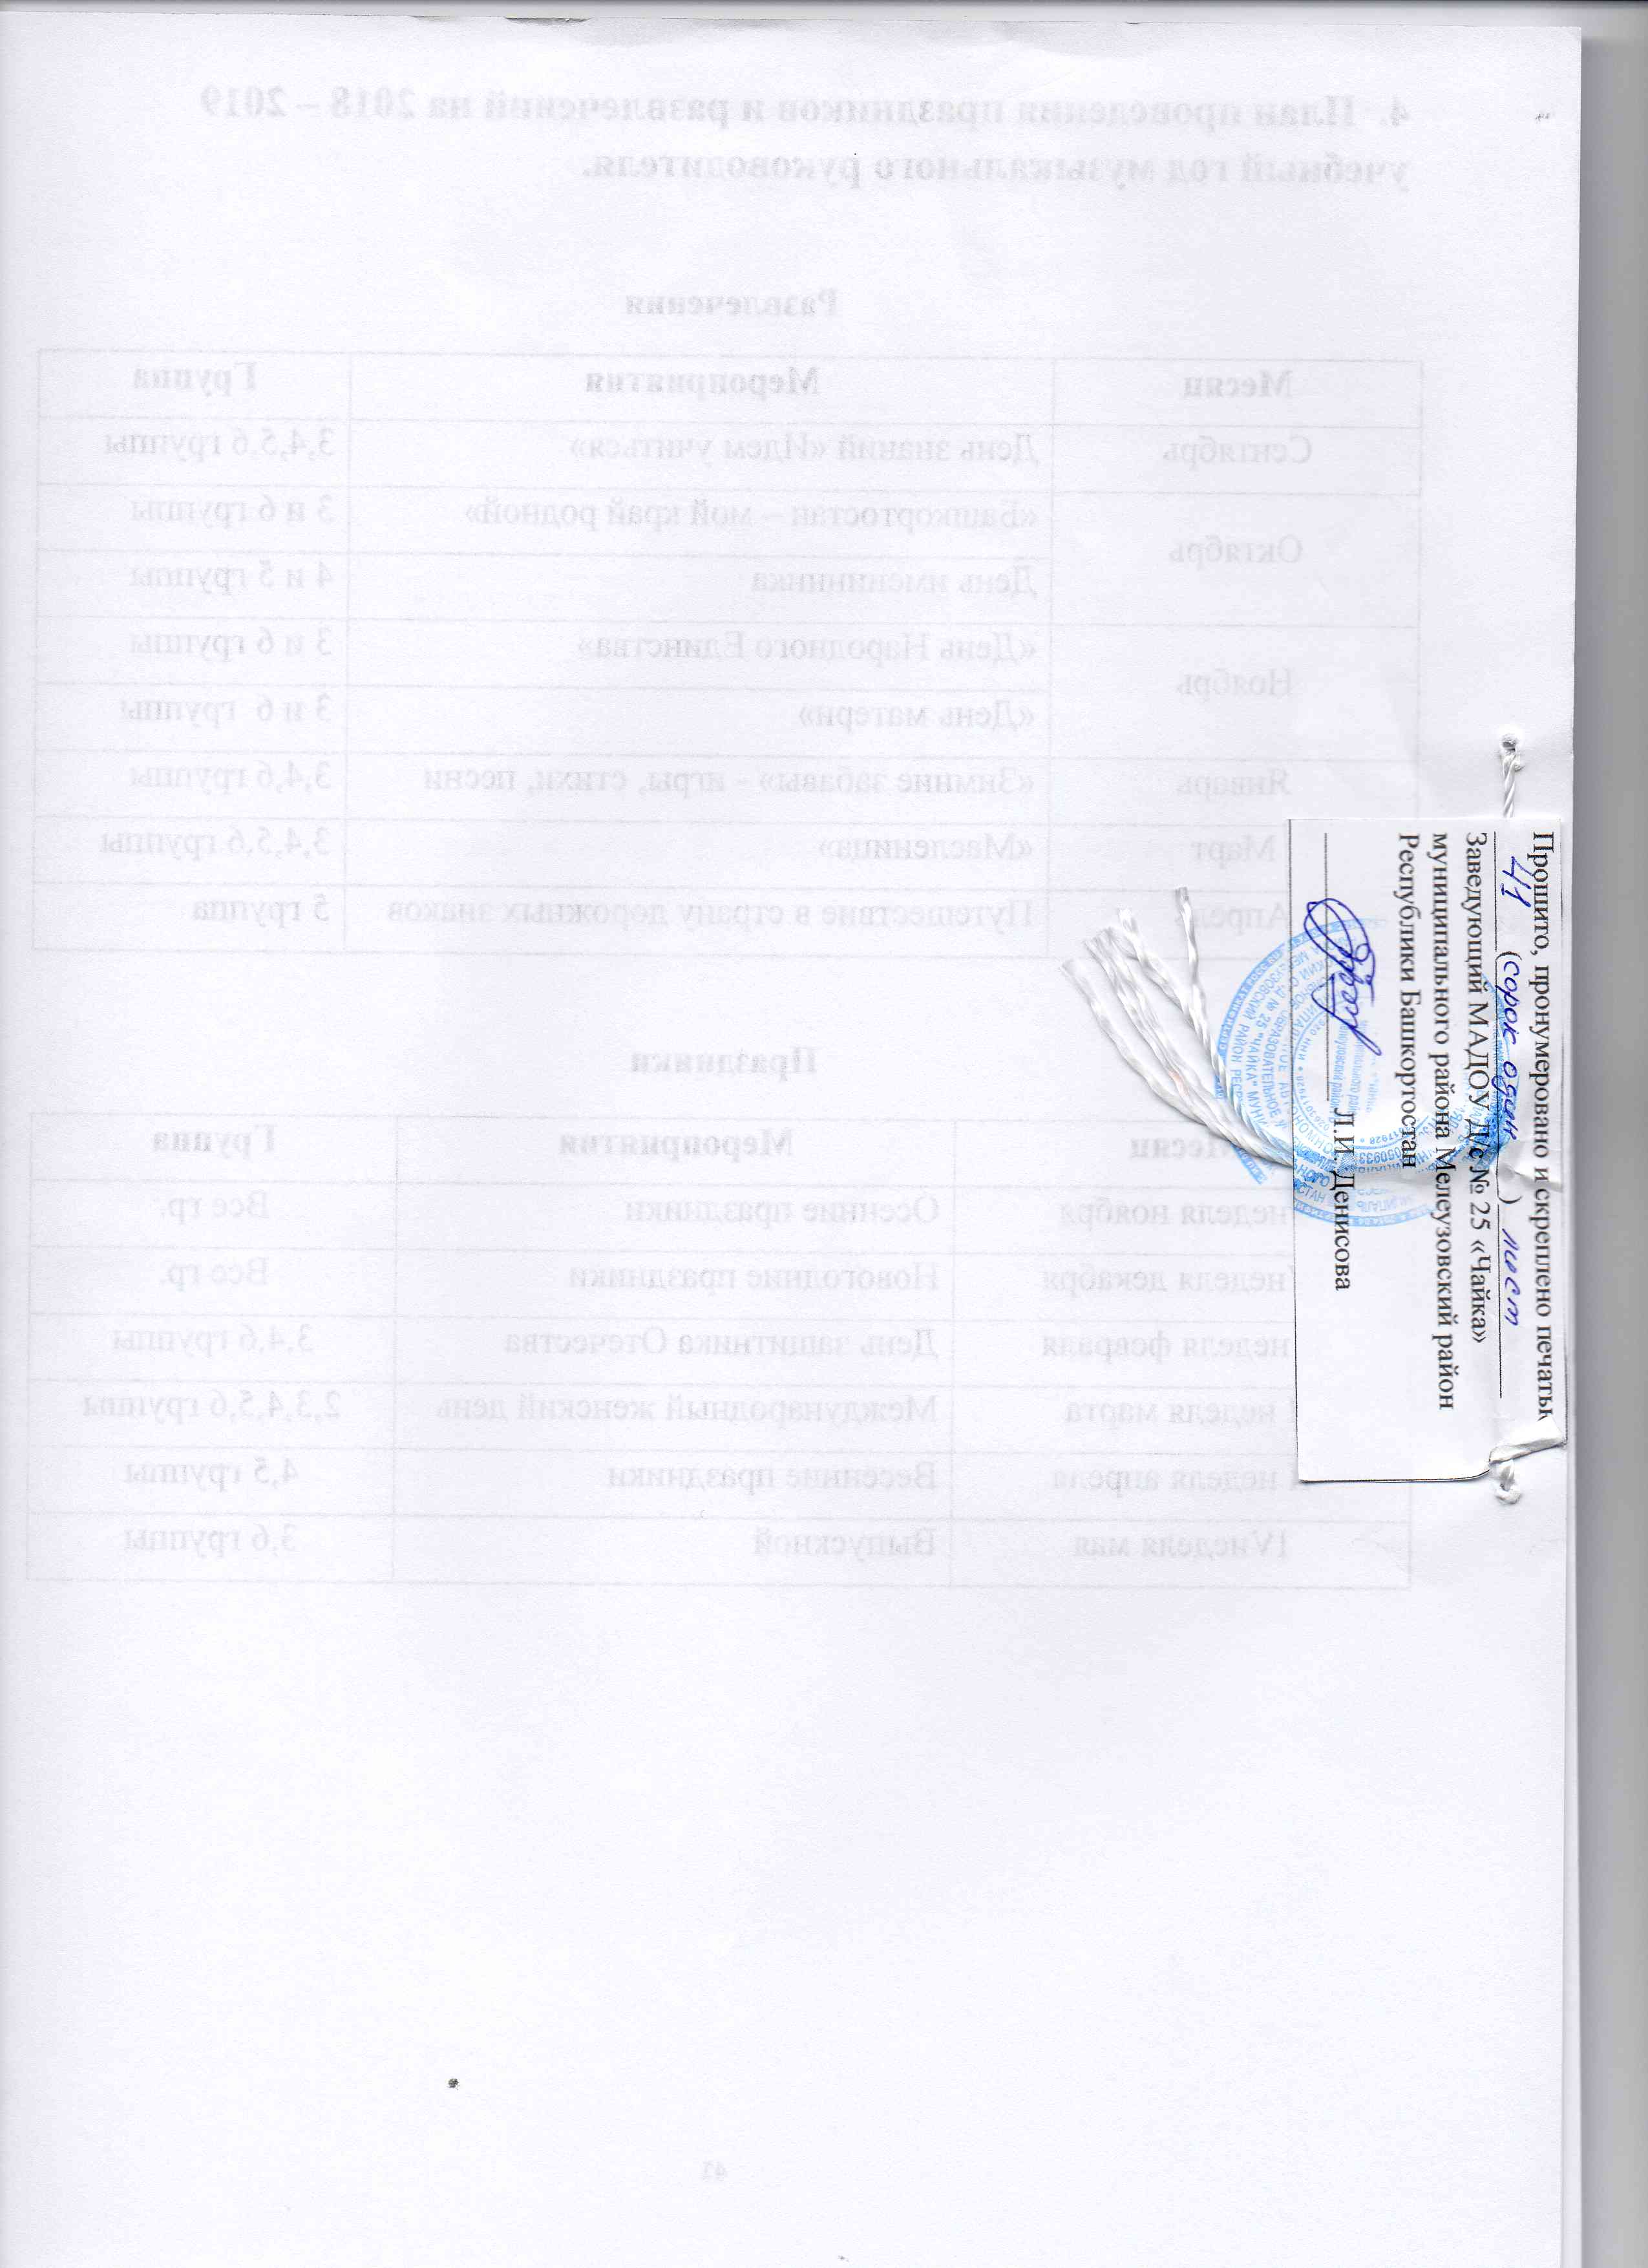 4. План проведения праздников и развлечений на 2018 – 2019
учебный год музыкального руководителя.
Развлечения
Месяц Мероприятия Группа
Сентябрь День знаний «Идем учиться» 3,4,5,6 группы
Октябрь «Башкортостан – мой край родной» 3 и 6 группы
День именинника 4 и 5 группы
Ноябрь «День Народного Единства» 3 и 6 группы
«День матери» 3 и 6 группы
Январь «Зимние забавы» - игры, стихи, песни 3,4,6 группы
Март «Масленица» 3,4,5,6 группы
Апрел Путешествие в страну дорожных знаков 5 группа
Праздники
Месяц Мероприятия Группа
неделя ноября Осенние праздники Все гр.
неделя декабря Новогодние праздники Все гр.
неделя февраля День защитника Отечества 3,4,6 группы
неделя марта Международный женский день 2,3,4,5,6 группы
неделя апреля Весенние праздники 4,5 группы
IVнеделя мая Выпускной 3,6 группы
41
Прошито, пронумеровано и скреплено печатью
41 (сорок один) лист
Заведующий МАДОУ Д/с № 25 «Чайка»
муниципального района Мелеузовский район
Республики Башкортостан
Л.И. Денисова